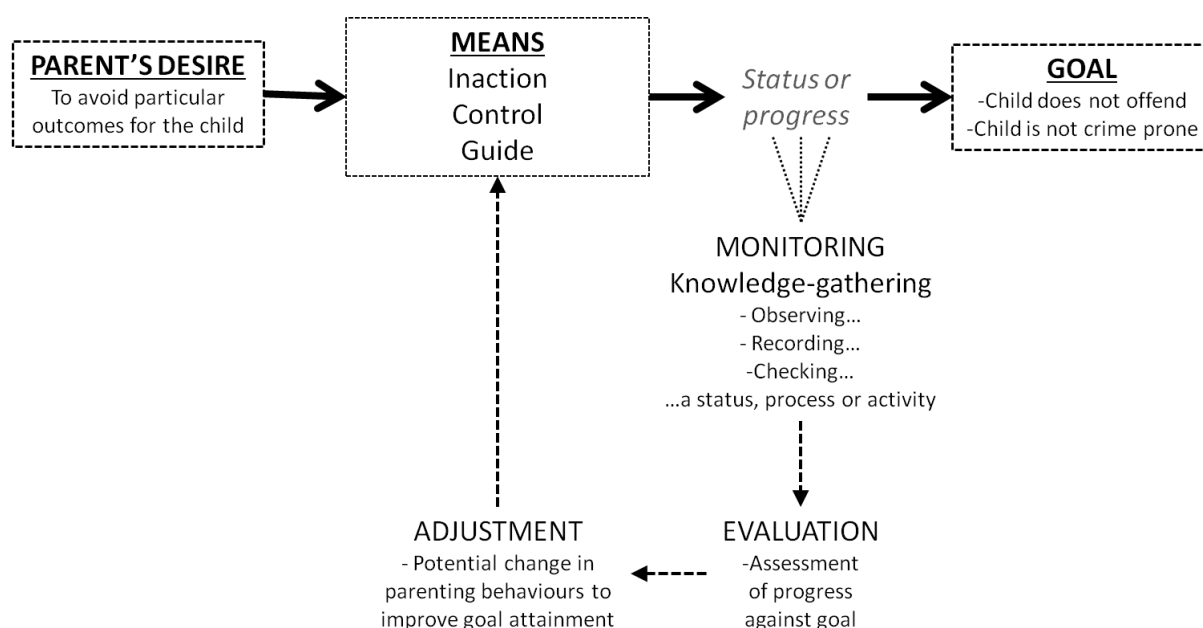 PARENT'S DESIRE
To avoid particular
outcomes for the child
MEANS
Inaction
Control
Guide
Status or
progress
GOAL
-Child does not offend
-Child is not crime prone
MONITORING
Knowledge-gathering
- Observing...
- Recording...
-Checking...
...a status, process or activity
ADJUSTMENT
- Potential change in
parenting behaviours to
improve goal attainment
EVALUATION
-Assessment
of progress
against goal